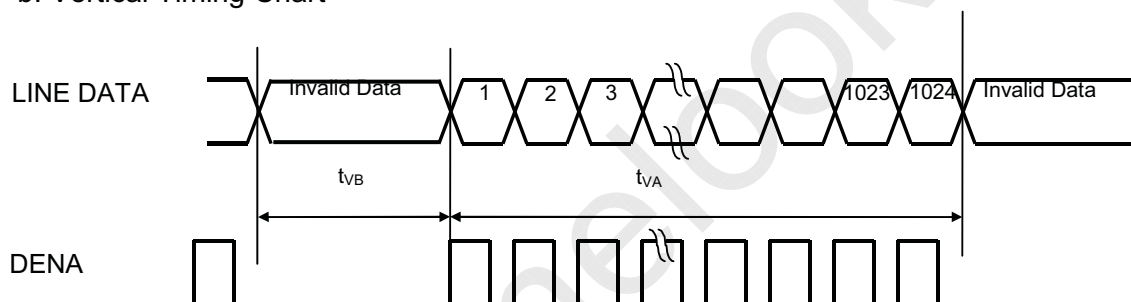 b. Vertical Timing Chart
LINE DATA
Invalid Data
1
2
3
1023
1024
Invalid Data
tVB
tVA
DENA